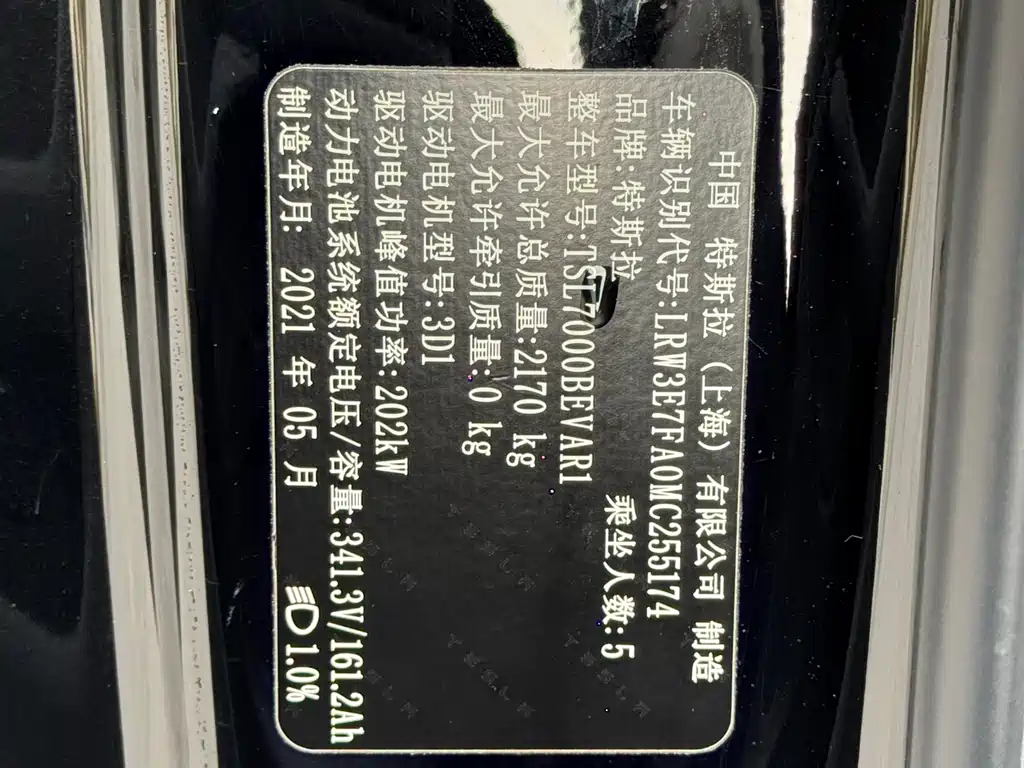 中国 特斯拉（上海）有限公司 制造
车辆识别代号:LRW3E7FA0MC255174
品牌:特斯拉 乘坐人数:5
整车型号:TSL7000BEVAR1
最大允许总质量:2170 kg
最大允许牵引质量:0 kg
驱动电机型号:3D1
驱动电机峰值功率:202kW
动力电池系统额定电压/容量:341.3V/161.2Ah
制造年月: 2021 年 05 月 1.0%